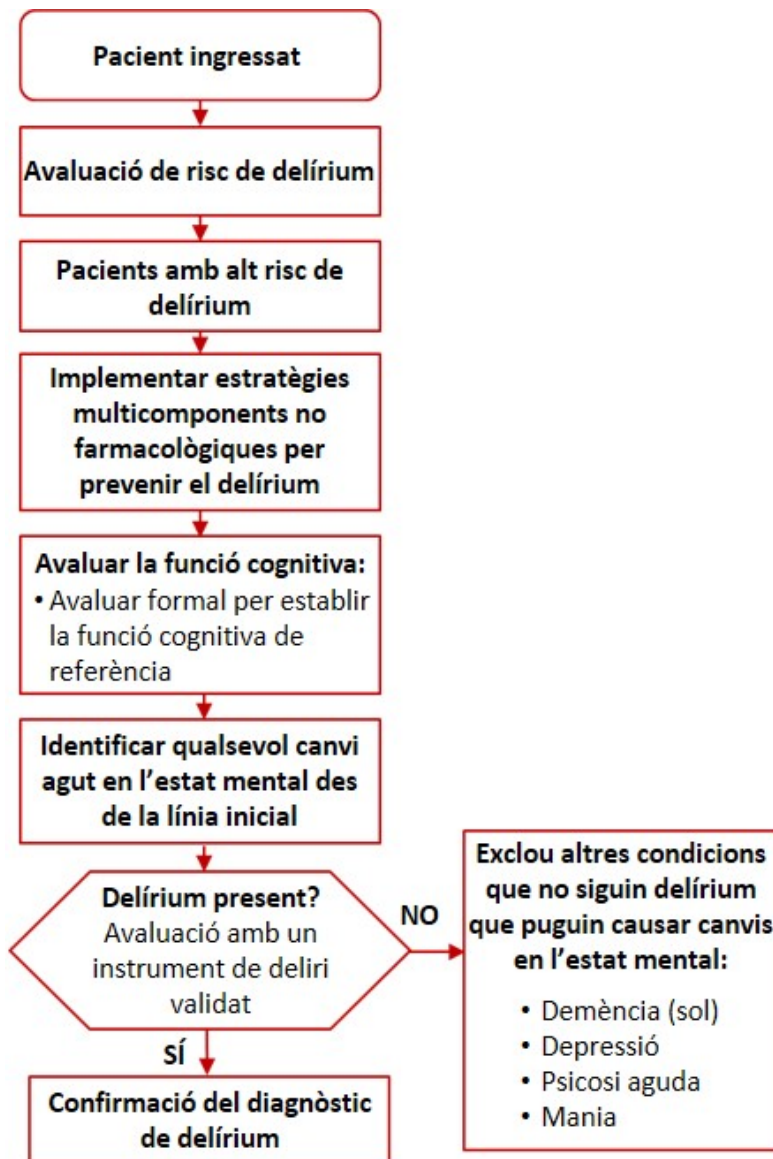 Pacient ingressat
Avaluació de risc de delírium
Pacients amb alt risc de
delírium
Implementar estratègies
multicomponents no
farmacològiques per
prevenir el delírium
Avaluar la funció cognitiva:
• Avaluar formal per establir
la funció cognitiva de
referència
Identificar qualsevol canvi
agut en l’estat mental des
de la línia inicial
Delírium present?
Avaluació amb un
instrument de deliri
validat
NO
Exclou altres condicions
que no siguin delírium
que puguin causar canvis
en l’estat mental:
• Demència (sol)
• Depressió
• Psicosi aguda
• Mania
SÍ
Confirmació del diagnòstic
de delírium